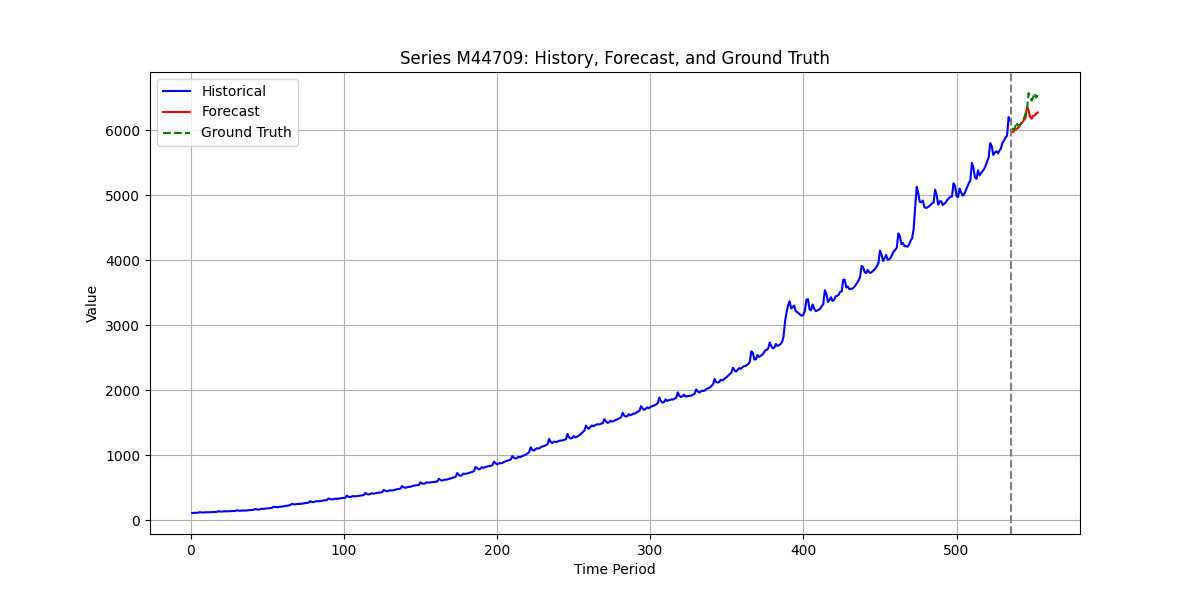 Series M44709: History, Forecast, and Ground Truth
Historical
Forecast
Ground Truth
Value
6000
5000
4000
3000
2000
1000
0
0 100 200 300 400 500
Time Period